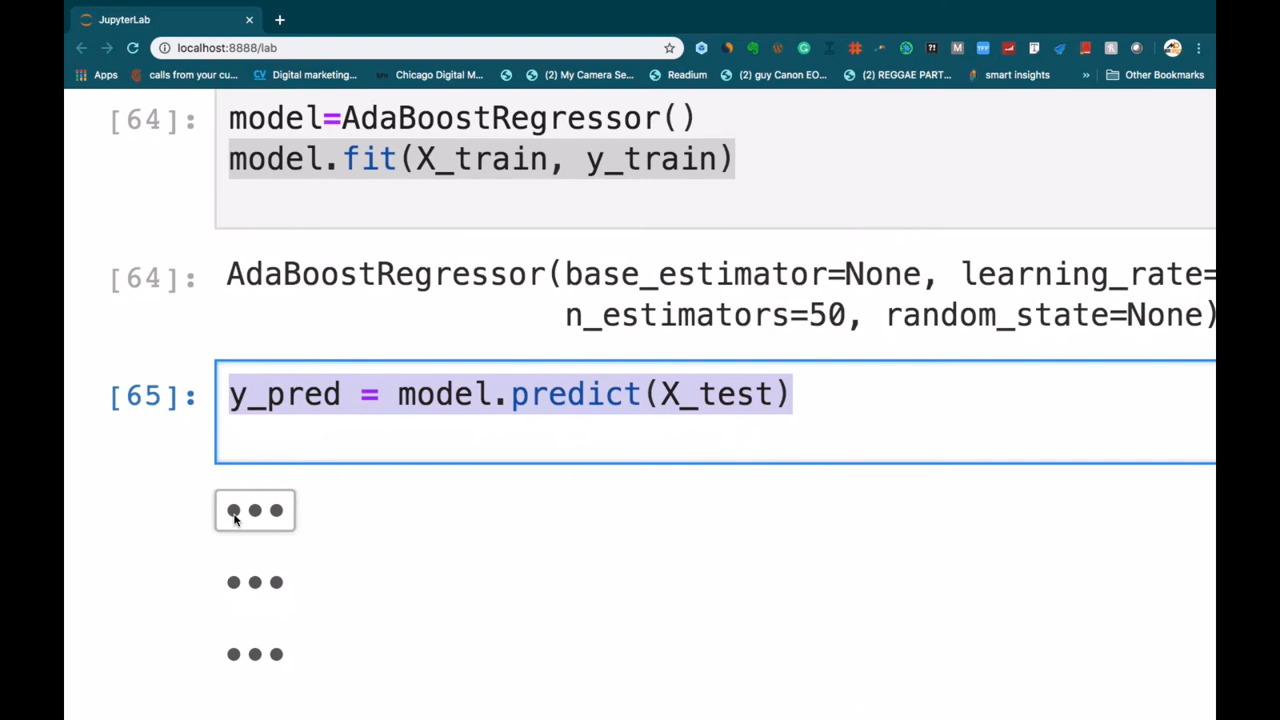 JupyterLab
localhost:8888/lab
Apps calls from your cu... CV Digital marketing... Chicago Digital M... (2) My Camera Se... Readium (2) guy Canon EO... (2) REGGAE PART... smart insights » Other Bookmarks
[64]: model=AdaBoostRegressor()
model.fit(X_train, y_train)
[64]: AdaBoostRegressor(base_estimator=None, learning_rate=
n_estimators=50, random_state=None)
[65]: y_pred = model.predict(X_test)